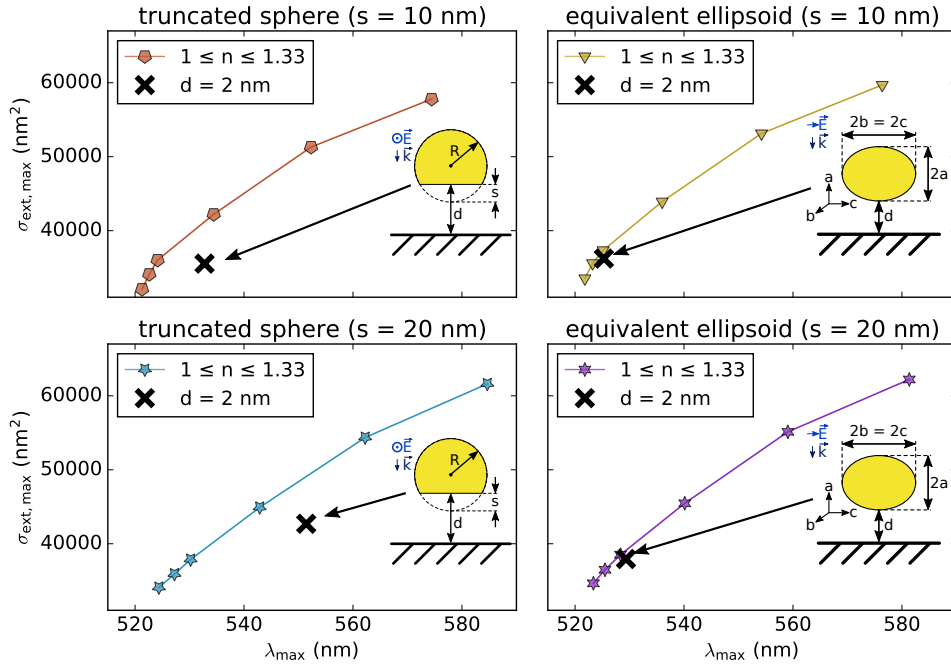 truncated sphere (s = 10 nm)
equivalent ellipsoid (s = 10 nm)
σext, max (nm²)
60000
50000
40000
1 ≤ n ≤ 1.33
d = 2 nm
E
k
R
s
d
1 ≤ n ≤ 1.33
d = 2 nm
E
k
2b = 2c
2a
a
b
c
d
truncated sphere (s = 20 nm)
equivalent ellipsoid (s = 20 nm)
σext, max (nm²)
60000
50000
40000
1 ≤ n ≤ 1.33
d = 2 nm
E
k
R
s
d
1 ≤ n ≤ 1.33
d = 2 nm
E
k
2b = 2c
2a
a
b
c
d
520 540 560 580
520 540 560 580
λmax (nm)
λmax (nm)